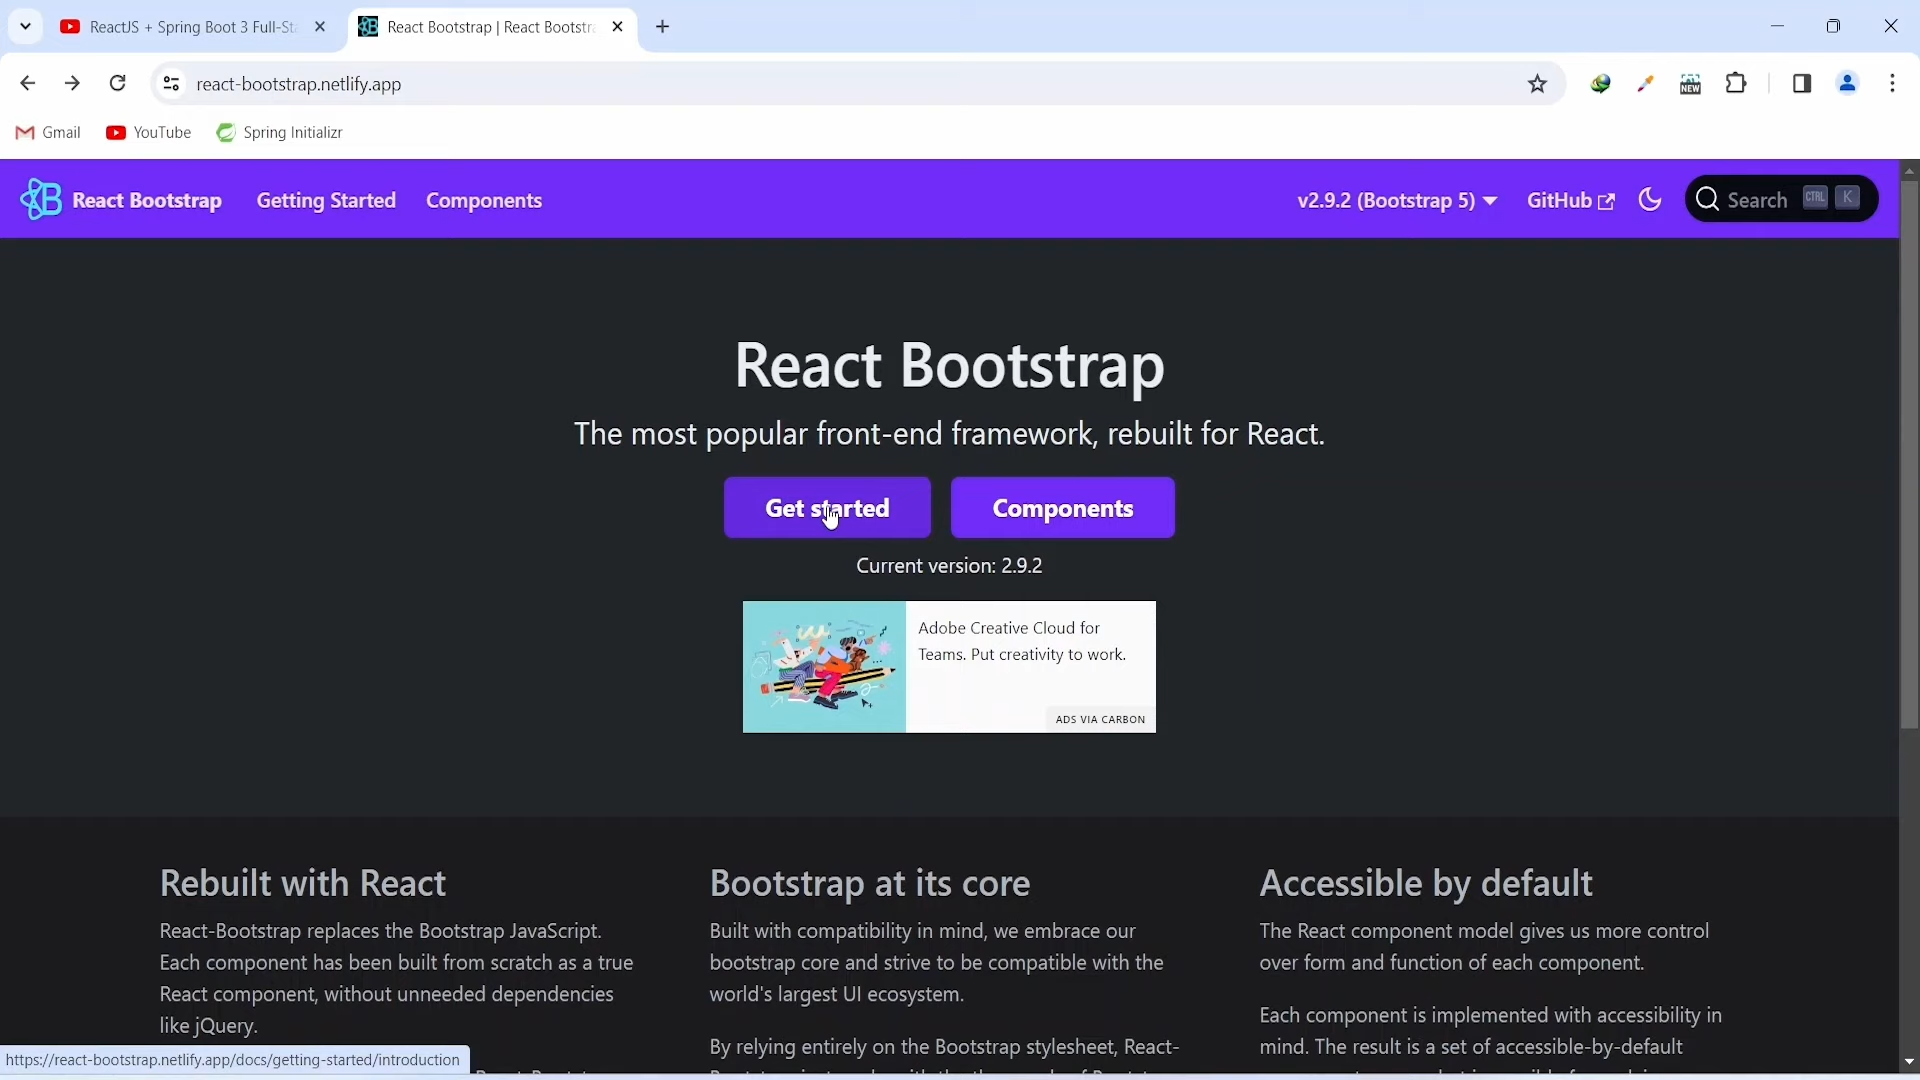 ReactJS + Spring Boot 3 Full-Sta
React Bootstrap | React Bootstra
react-bootstrap.netlify.app
NEW
Gmail
YouTube
Spring Initializr
React Bootstrap
Getting Started
Components
v2.9.2 (Bootstrap 5)
GitHub
Search CTRL K
React Bootstrap
The most popular front-end framework, rebuilt for React.
Get started
Components
Current version: 2.9.2
Adobe Creative Cloud for
Teams. Put creativity to work.
ADS VIA CARBON
Rebuilt with React
React-Bootstrap replaces the Bootstrap JavaScript.
Each component has been built from scratch as a true
React component, without unneeded dependencies
like jQuery.
Bootstrap at its core
Built with compatibility in mind, we embrace our
bootstrap core and strive to be compatible with the
world's largest UI ecosystem.
By relying entirely on the Bootstrap stylesheet, React-
Accessible by default
The React component model gives us more control
over form and function of each component.
Each component is implemented with accessibility in
mind. The result is a set of accessible-by-default
https://react-bootstrap.netlify.app/docs/getting-started/introduction